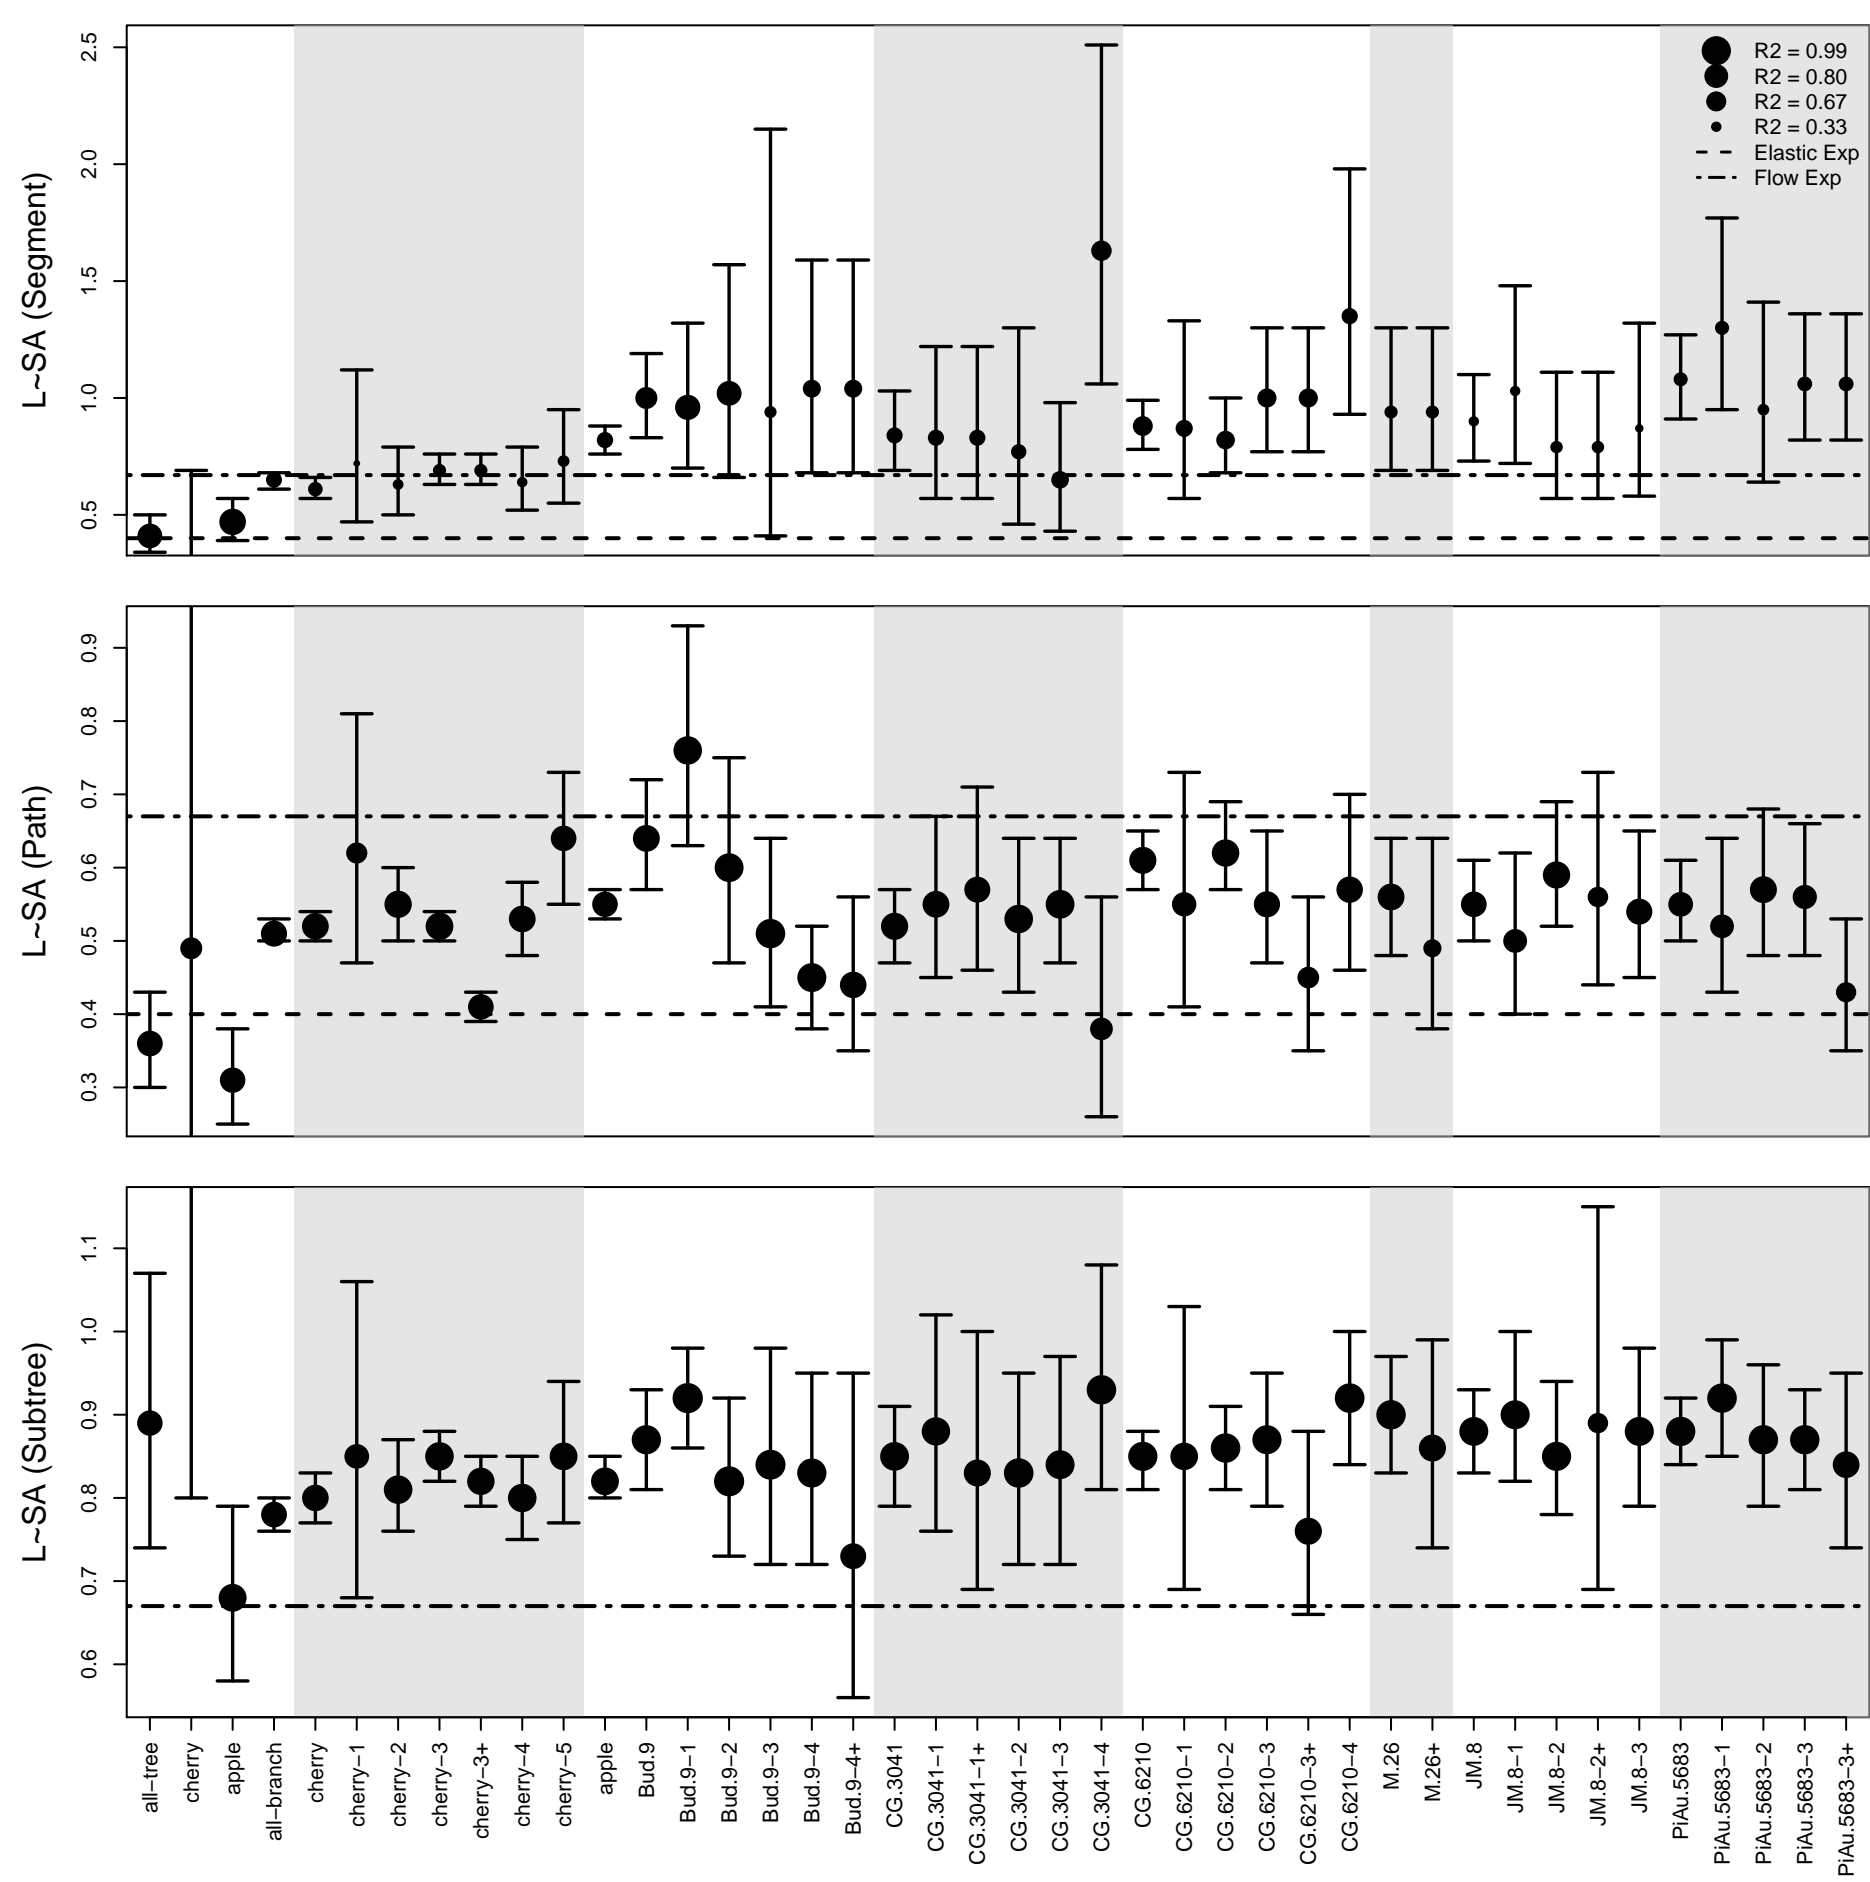 L~SA (Segment)
2.5
2.0
1.5
1.0
0.5
R2 = 0.99
R2 = 0.80
R2 = 0.67
R2 = 0.33
Elastic Exp
Flow Exp
L~SA (Path)
0.9
0.8
0.7
0.6
0.5
0.4
0.3
L~SA (Subtree)
1.1
1.0
0.9
0.8
0.7
0.6
all−tree
cherry
apple
all−branch
cherry
cherry−1
cherry−2
cherry−3
cherry−3+
cherry−4
cherry−5
apple
Bud.9
Bud.9−1
Bud.9−2
Bud.9−3
Bud.9−4
Bud.9−4+
CG.3041
CG.3041−1
CG.3041−1+
CG.3041−2
CG.3041−3
CG.3041−4
CG.6210
CG.6210−1
CG.6210−2
CG.6210−3
CG.6210−3+
CG.6210−4
M.26
M.26+
JM.8
JM.8−1
JM.8−2
JM.8−2+
JM.8−3
PiAu.5683
PiAu.5683−1
PiAu.5683−2
PiAu.5683−3
PiAu.5683−3+